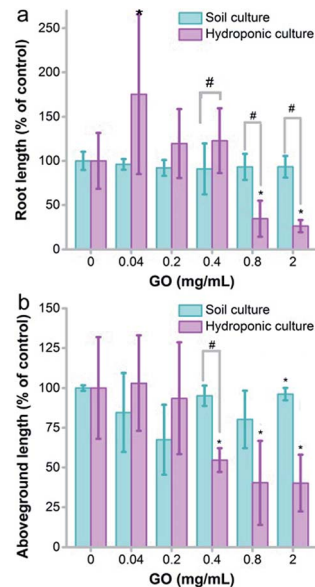 a
Soil culture
Hydroponic culture
*
#
#
#
*
*
250
200
150
100
50
0
Root length (% of control)
0 0.04 0.2 0.4 0.8 2
GO (mg/mL)
b
Soil culture
Hydroponic culture
#
*
*
*
*
150
125
100
75
50
25
0
Aboveground length (% of control)
0 0.04 0.2 0.4 0.8 2
GO (mg/mL)